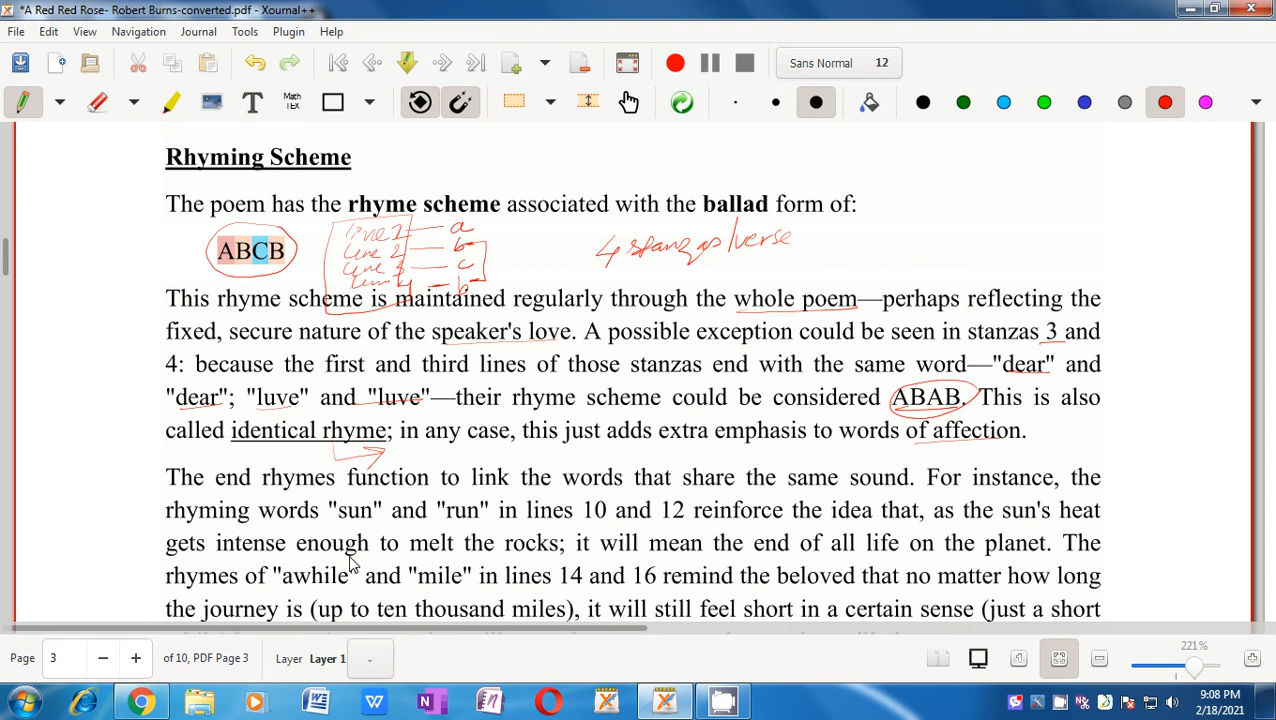 *A Red Red Rose- Robert Burns-converted.pdf - Xournal++
File Edit View Navigation Journal Tools Plugin Help
Sans Normal 12
Math TEX
Rhyming Scheme
The poem has the rhyme scheme associated with the ballad form of:
ABCB
line 1 — a
line 2 — b
line 3 — c
line 4 — b
4 stanzas/verse
This rhyme scheme is maintained regularly through the whole poem—perhaps reflecting the
fixed, secure nature of the speaker's love. A possible exception could be seen in stanzas 3 and
4: because the first and third lines of those stanzas end with the same word—"dear" and
"dear"; "luve" and "luve"—their rhyme scheme could be considered ABAB. This is also
called identical rhyme; in any case, this just adds extra emphasis to words of affection.
The end rhymes function to link the words that share the same sound. For instance, the
rhyming words "sun" and "run" in lines 10 and 12 reinforce the idea that, as the sun's heat
gets intense enough to melt the rocks; it will mean the end of all life on the planet. The
rhymes of "awhile" and "mile" in lines 14 and 16 remind the beloved that no matter how long
the journey is (up to ten thousand miles), it will still feel short in a certain sense (just a short
Page 3 of 10, PDF Page 3 Layer Layer 1 221%
9:08 PM
2/18/2021